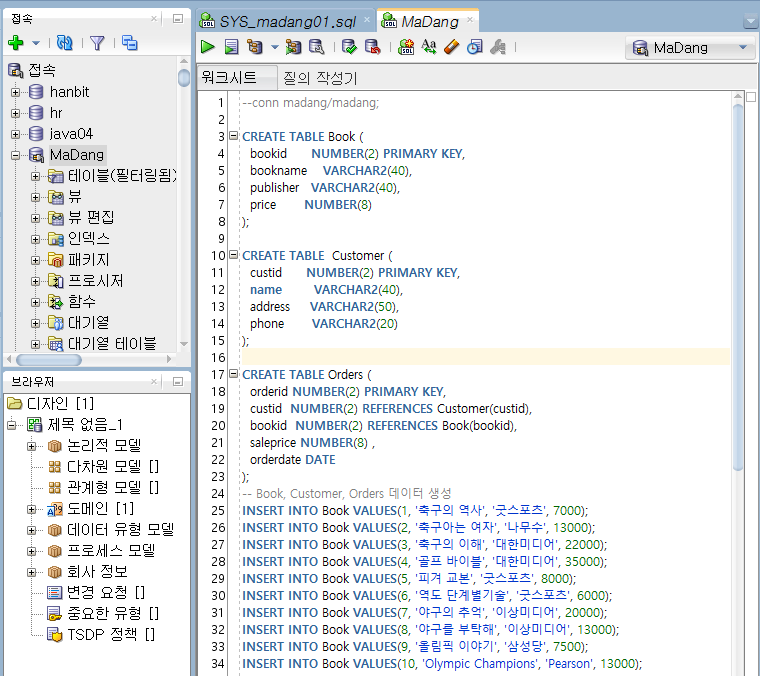 접속
접속
hanbit
hr
java04
MaDang
테이블(필터링됨)
뷰
뷰 편집
인덱스
패키지
프로시저
함수
대기열
대기열 테이블
브라우저
디자인 [1]
제목 없음_1
논리적 모델
다차원 모델 []
관계형 모델 []
도메인 [1]
데이터 유형 모델
프로세스 모델
회사 정보
변경 요청 []
중요한 유형 []
TSDP 정책 []
SYS_madang01.sql
MaDang
MaDang
워크시트 질의 작성기
1 --conn madang/madang;
2
3 CREATE TABLE Book (
4 bookid NUMBER(2) PRIMARY KEY,
5 bookname VARCHAR2(40),
6 publisher VARCHAR2(40),
7 price NUMBER(8)
8 );
9
10 CREATE TABLE Customer (
11 custid NUMBER(2) PRIMARY KEY,
12 name VARCHAR2(40),
13 address VARCHAR2(50),
14 phone VARCHAR2(20)
15 );
16
17 CREATE TABLE Orders (
18 orderid NUMBER(2) PRIMARY KEY,
19 custid NUMBER(2) REFERENCES Customer(custid),
20 bookid NUMBER(2) REFERENCES Book(bookid),
21 saleprice NUMBER(8) ,
22 orderdate DATE
23 );
24 -- Book, Customer, Orders 데이터 생성
25 INSERT INTO Book VALUES(1, '축구의 역사', '굿스포츠', 7000);
26 INSERT INTO Book VALUES(2, '축구아는 여자', '나무수', 13000);
27 INSERT INTO Book VALUES(3, '축구의 이해', '대한미디어', 22000);
28 INSERT INTO Book VALUES(4, '골프 바이블', '대한미디어', 35000);
29 INSERT INTO Book VALUES(5, '피겨 교본', '굿스포츠', 8000);
30 INSERT INTO Book VALUES(6, '역도 단계별기술', '굿스포츠', 6000);
31 INSERT INTO Book VALUES(7, '야구의 추억', '이상미디어', 20000);
32 INSERT INTO Book VALUES(8, '야구를 부탁해', '이상미디어', 13000);
33 INSERT INTO Book VALUES(9, '올림픽 이야기', '삼성당', 7500);
34 INSERT INTO Book VALUES(10, 'Olympic Champions', 'Pearson', 13000);